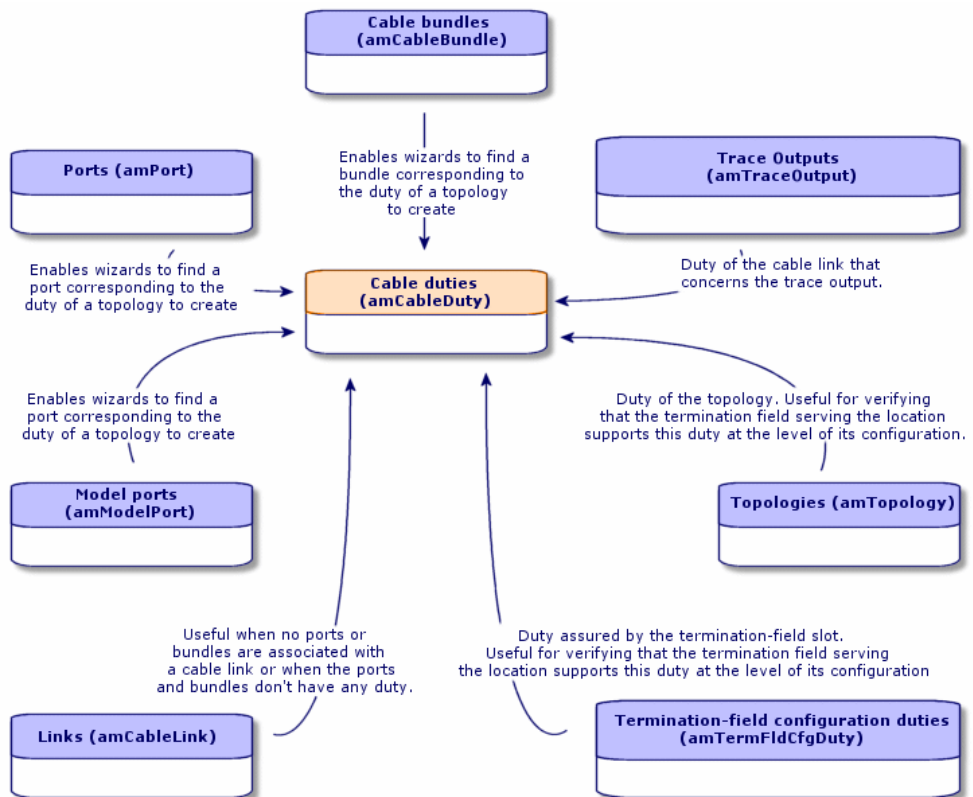 Cable bundles
(amCableBundle)
Enables wizards to find a
bundle corresponding to
the duty of a topology
to create
Ports (amPort)
Trace Outputs
(amTraceOutput)
Enables wizards to find a
port corresponding to the
duty of a topology to create
Duty of the cable link that
concerns the trace output.
Cable duties
(amCableDuty)
Enables wizards to find a
port corresponding to the
duty of a topology to create
Duty of the topology. Useful for verifying
that the termination field serving the location
supports this duty at the level of its configuration.
Model ports
(amModelPort)
Topologies (amTopology)
Useful when no ports or
bundles are associated with
a cable link or when the ports
and bundles don't have any duty.
Duty assured by the termination-field slot.
Useful for verifying that the termination field serving
the location supports this duty at the level of its configuration
Links (amCableLink)
Termination-field configuration duties
(amTermFldCfgDuty)